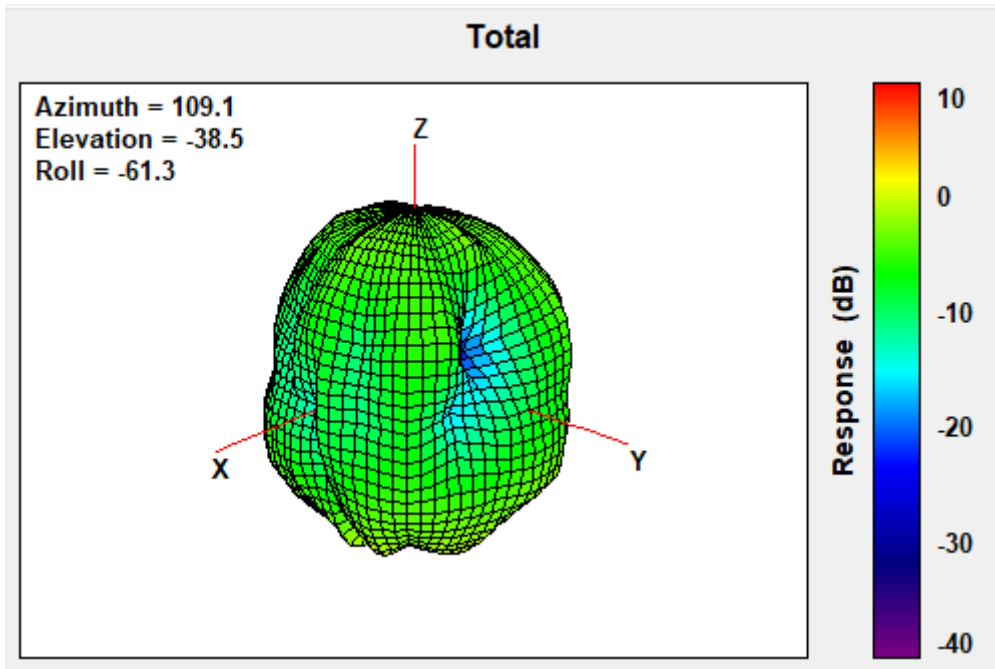 Total
Azimuth = 109.1
Elevation = -38.5
Roll = -61.3
Z
X
Y
Response (dB)
10
0
-10
-20
-30
-40